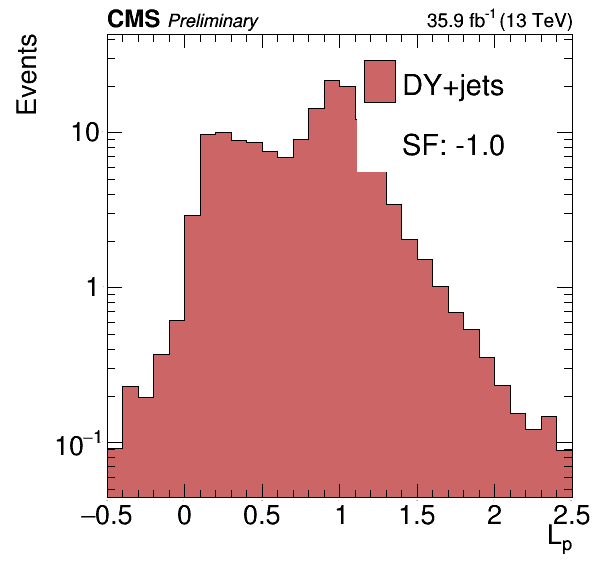 CMS Preliminary 35.9 fb⁻¹ (13 TeV)
Events
DY+jets
SF: -1.0
10
1
10⁻¹
−0.5 0 0.5 1 1.5 2 2.5
Lₚ